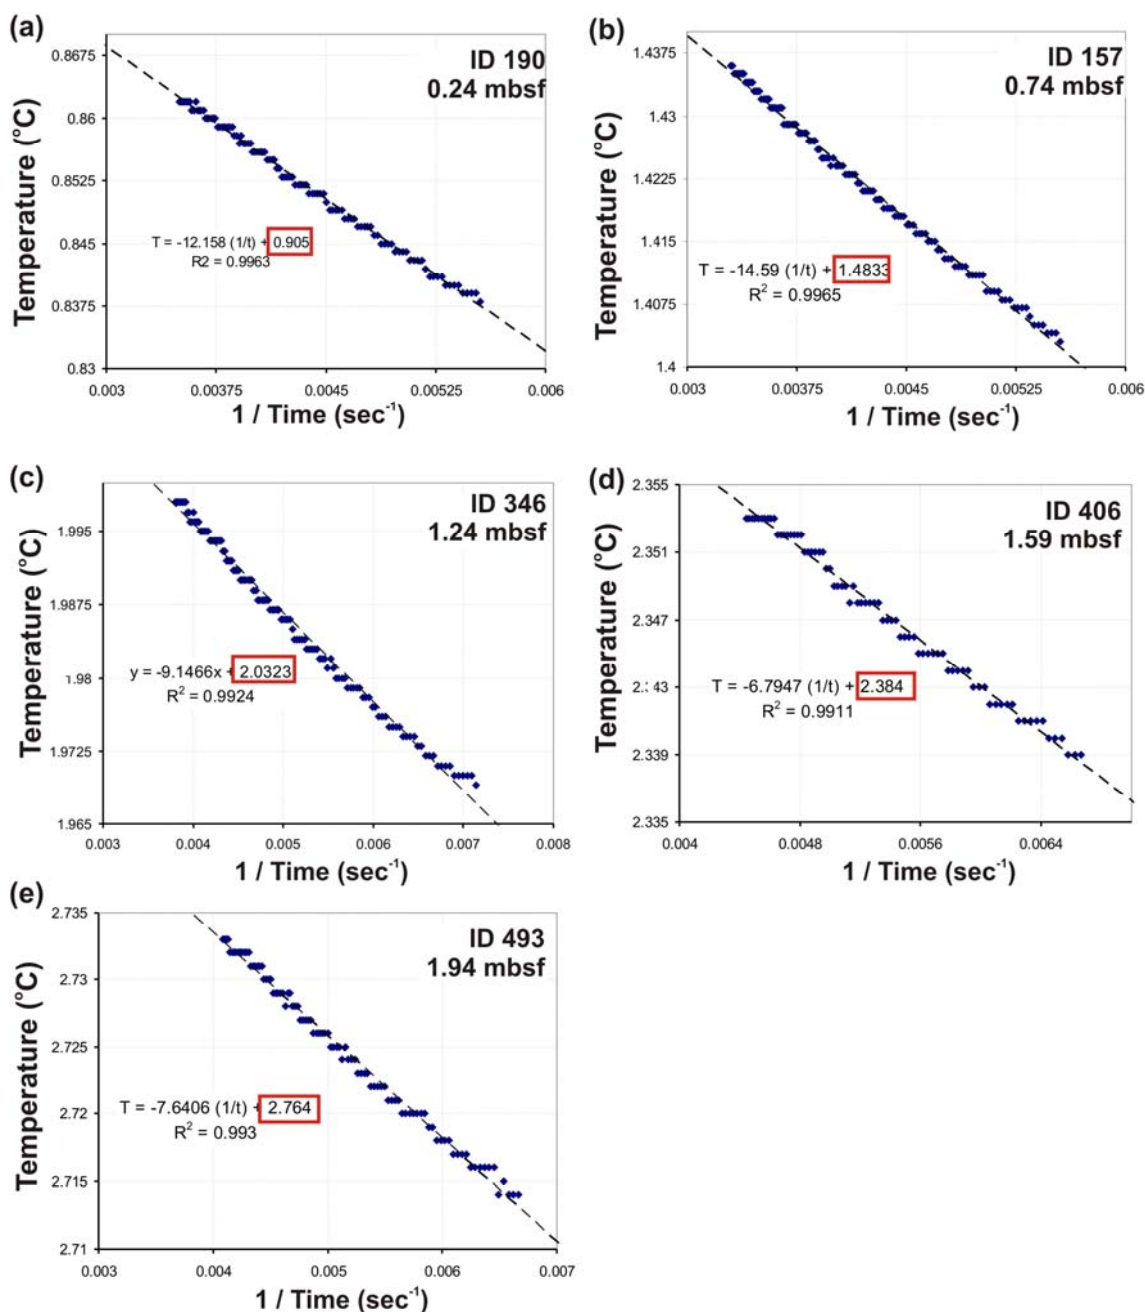 (a)
ID 190
0.24 mbsf
Temperature (°C)
0.8675
0.86
0.8525
0.845
0.8375
0.83
T = -12.158 (1/t) + 0.905
R2 = 0.9963
0.003 0.00375 0.0045 0.00525 0.006
1 / Time (sec-1)
(b)
ID 157
0.74 mbsf
Temperature (°C)
1.4375
1.43
1.4225
1.415
1.4075
1.4
T = -14.59 (1/t) + 1.4833
R2 = 0.9965
0.003 0.00375 0.0045 0.00525 0.006
1 / Time (sec-1)
(c)
ID 346
1.24 mbsf
Temperature (°C)
1.995
1.9875
1.98
1.9725
1.965
y = -9.1466x + 2.0323
R2 = 0.9924
0.003 0.004 0.005 0.006 0.007 0.008
1 / Time (sec-1)
(d)
ID 406
1.59 mbsf
Temperature (°C)
2.355
2.351
2.347
2.339
2.335
T = -6.7947 (1/t) + 2.384
R2 = 0.9911
0.004 0.0048 0.0056 0.0064
1 / Time (sec-1)
(e)
ID 493
1.94 mbsf
Temperature (°C)
2.735
2.73
2.725
2.72
2.715
2.71
T = -7.6406 (1/t) + 2.764
R2 = 0.993
0.003 0.004 0.005 0.006 0.007
1 / Time (sec-1)